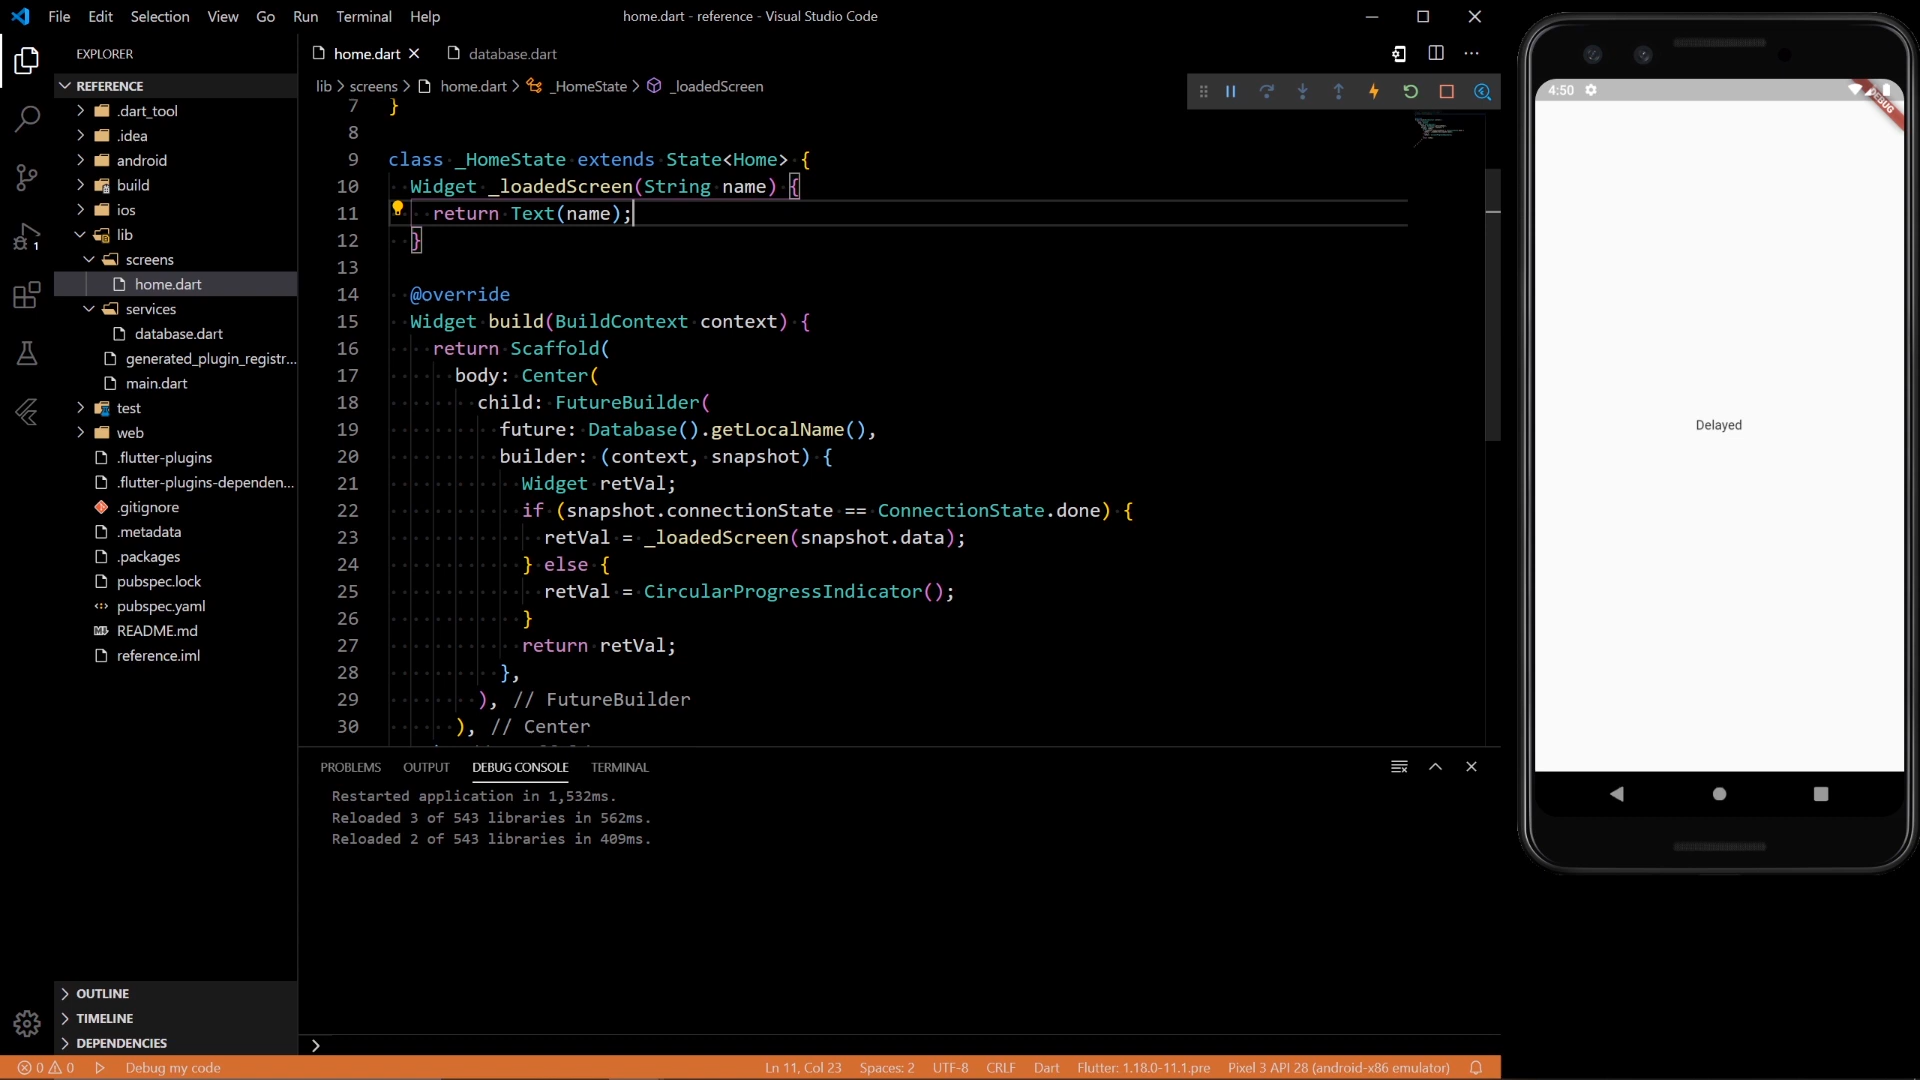 File Edit Selection View Go Run Terminal Help
home.dart - reference - Visual Studio Code
EXPLORER
REFERENCE
.dart_tool
.idea
android
build
ios
lib
screens
home.dart
services
database.dart
generated_plugin_registr...
main.dart
test
web
.flutter-plugins
.flutter-plugins-dependen...
.gitignore
.metadata
.packages
pubspec.lock
pubspec.yaml
README.md
reference.iml
OUTLINE
TIMELINE
DEPENDENCIES
1
home.dart database.dart
lib > screens > home.dart > _HomeState > _loadedScreen
7 }
8
9 class _HomeState extends State<Home> {
10 Widget _loadedScreen(String name) {
11 return Text(name);
12 }
13
14 @override
15 Widget build(BuildContext context) {
16 return Scaffold(
17 body: Center(
18 child: FutureBuilder(
19 future: Database().getLocalName(),
20 builder: (context, snapshot) {
21 Widget retVal;
22 if (snapshot.connectionState == ConnectionState.done) {
23 retVal = _loadedScreen(snapshot.data);
24 } else {
25 retVal = CircularProgressIndicator();
26 }
27 return retVal;
28 },
29 ), // FutureBuilder
30 ), // Center
PROBLEMS OUTPUT DEBUG CONSOLE TERMINAL
Restarted application in 1,532ms.
Reloaded 3 of 543 libraries in 562ms.
Reloaded 2 of 543 libraries in 409ms.
>
0 0 Debug my code Ln 11, Col 23 Spaces: 2 UTF-8 CRLF Dart Flutter: 1.18.0-11.1.pre Pixel 3 API 28 (android-x86 emulator)
4:50
DEBUG
Delayed